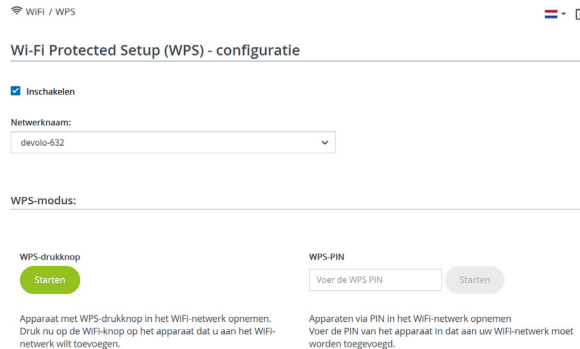 WiFi / WPS
Wi-Fi Protected Setup (WPS) - configuratie
Inschakelen
Netwerknaam:
devolo-632
WPS-modus:
WPS-drukknop
Starten
Apparaat met WPS-drukknop in het WiFi-netwerk opnemen.
Druk nu op de WiFi-knop op het apparaat dat u aan het WiFi-
netwerk wilt toevoegen.
WPS-PIN
Voer de WPS PIN
Starten
Apparaten via PIN in het WiFi-netwerk opnemen
Voer de PIN van het apparaat in dat aan uw WIFI-netwerk moet
worden toegevoegd.